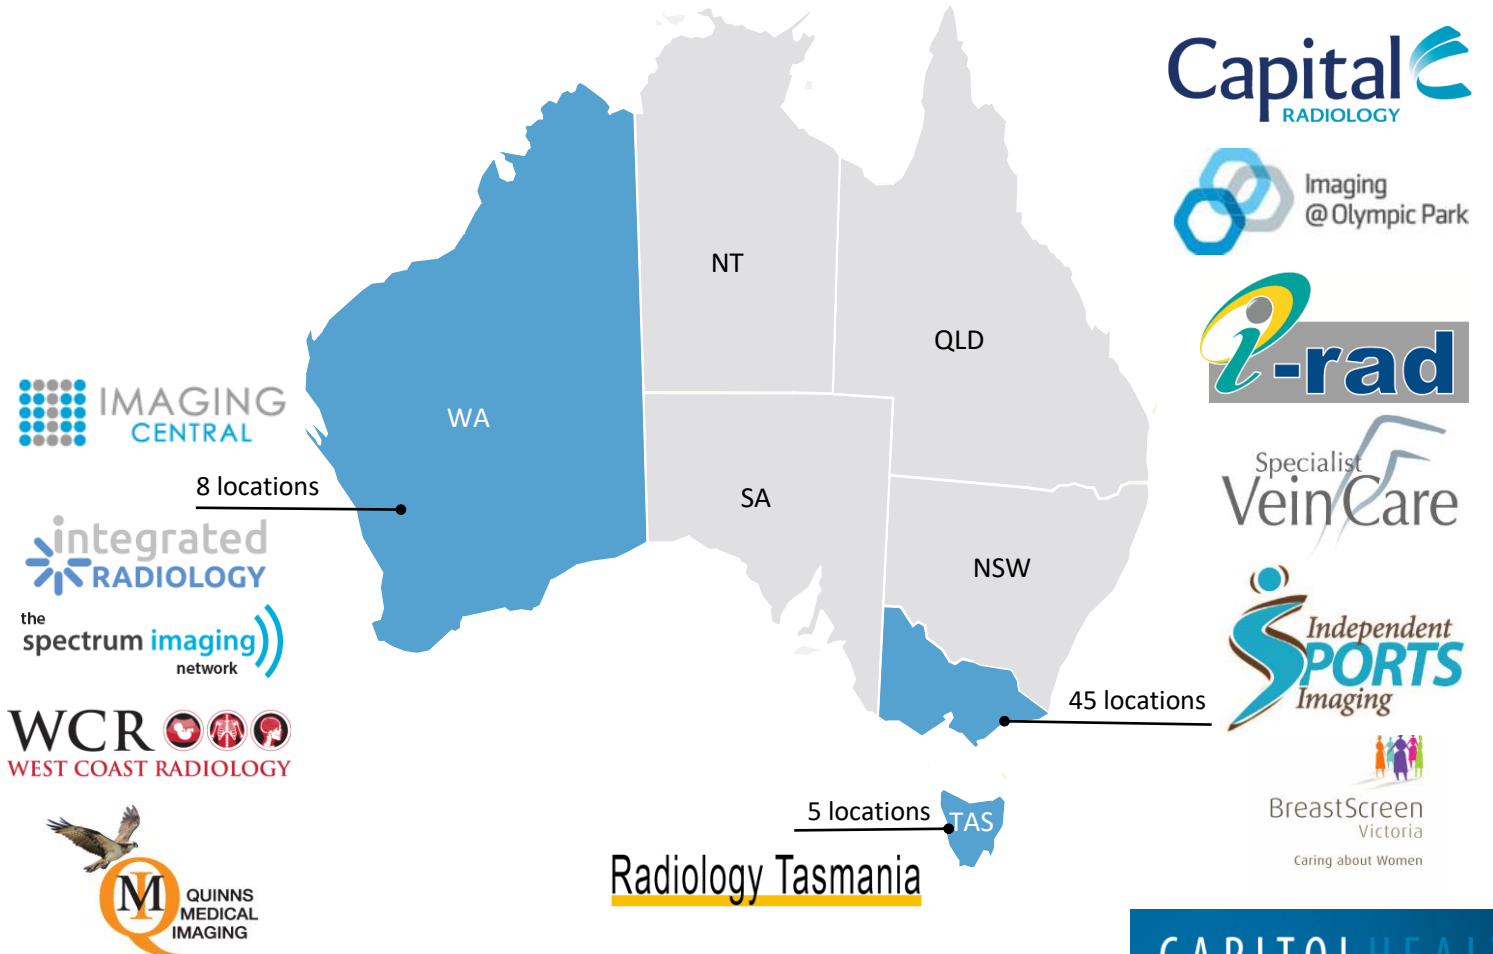 Capital
RADIOLOGY
Imaging
@ Olympic Park
i-rad
Specialist
Vein Care
Independent
SPORTS
Imaging
BreastScreen
Victoria
Caring about Women
NT
QLD
WA
SA
NSW
TAS
8 locations
45 locations
5 locations
IMAGING
CENTRAL
integrated
RADIOLOGY
the
spectrum imaging
network
WCR
WEST COAST RADIOLOGY
QUINNS
MEDICAL
IMAGING
QMI
Radiology Tasmania
CAPITOL